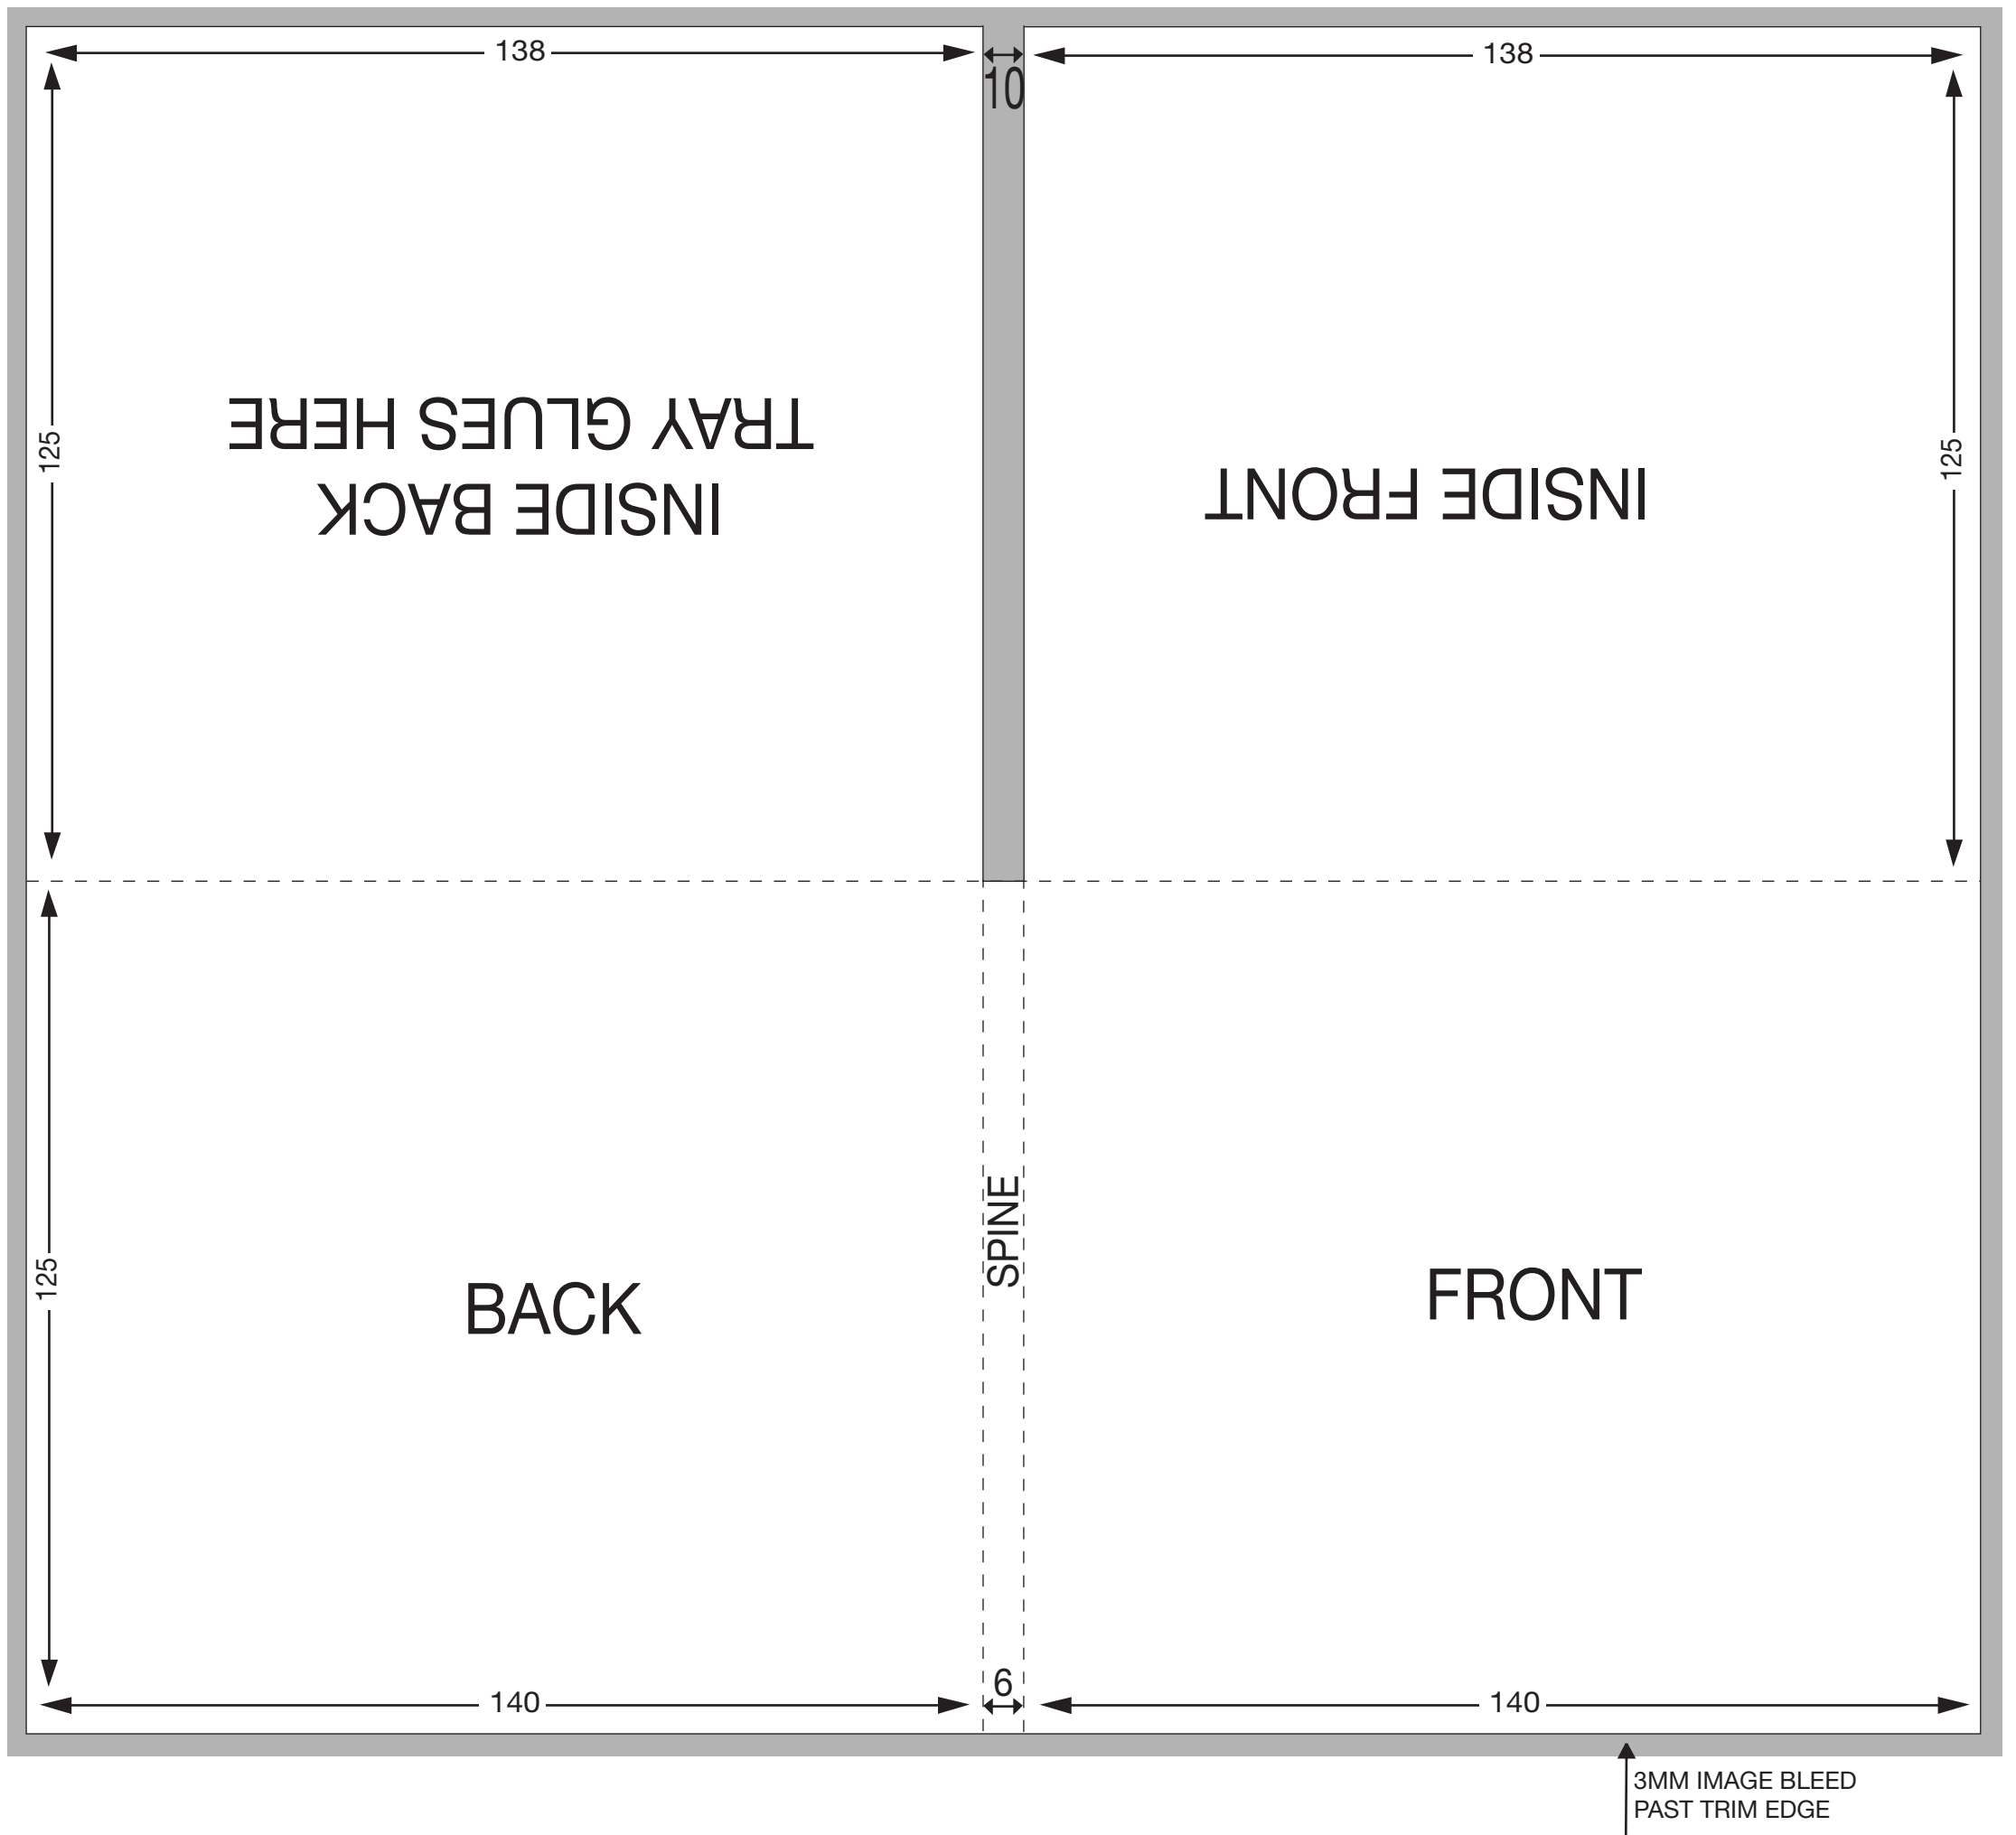 138
10
138
125
125
INSIDE BACK
TRAY GLUES HERE
INSIDE FRONT
125
SPINE
BACK
FRONT
140
6
140
3MM IMAGE BLEED
PAST TRIM EDGE